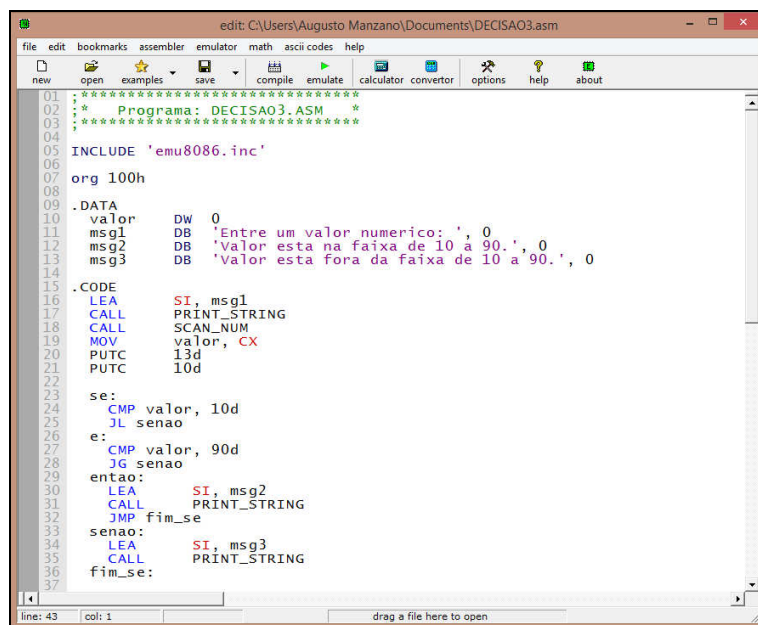 edit: C:\Users\Augusto Manzano\Documents\DECISAO3.asm
file edit bookmarks assembler emulator math ascii codes help
new open examples save compile emulate calculator convertor options help about
01 ;******************************
02 ;*   Programa: DECISAO3.ASM   *
03 ;******************************
04
05 INCLUDE 'emu8086.inc'
06
07 org 100h
08
09 .DATA
10   valor    DW  0
11   msg1     DB  'Entre um valor numerico: ', 0
12   msg2     DB  'Valor esta na faixa de 10 a 90.', 0
13   msg3     DB  'Valor esta fora da faixa de 10 a 90.', 0
14
15 .CODE
16   LEA      SI, msg1
17   CALL     PRINT_STRING
18   CALL     SCAN_NUM
19   MOV      valor, CX
20   PUTC     13d
21   PUTC     10d
22
23   se:
24     CMP valor, 10d
25     JL senao
26   e:
27     CMP valor, 90d
28     JG senao
29   entao:
30     LEA      SI, msg2
31     CALL     PRINT_STRING
32     JMP fim_se
33   senao:
34     LEA      SI, msg3
35     CALL     PRINT_STRING
36   fim_se:
37
line: 43 col: 1 drag a file here to open